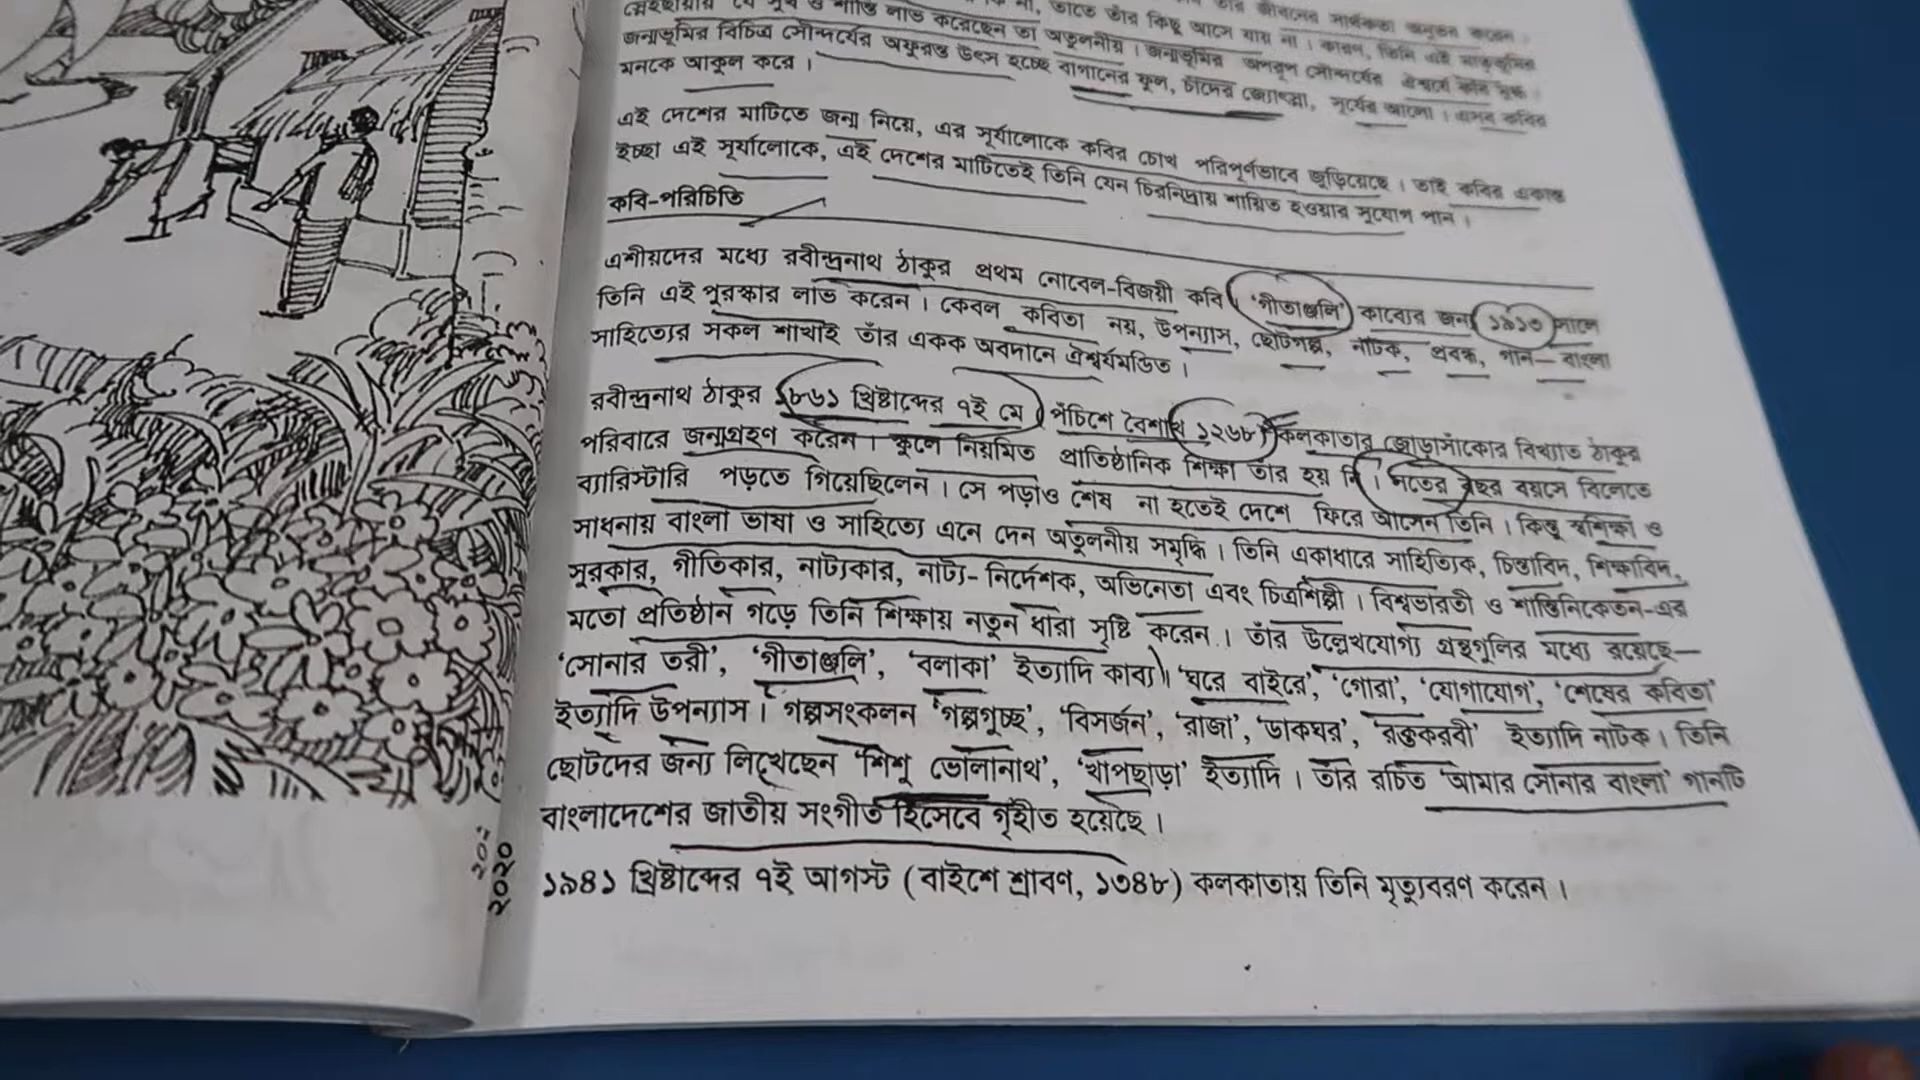 স্নেহছায়ায় যে সুখ ও শান্তি লাভ করেছেন তা অতুলনীয়। জন্মভূমির অপরূপ সৌন্দর্যের ঐশ্বর্যে কবি মুগ্ধ।
জন্মভূমির বিচিত্র সৌন্দর্যের অফুরন্ত উৎস হচ্ছে বাগানের ফুল, চাঁদের জ্যোৎস্না, সূর্যের আলো। এসব কবির
মনকে আকুল করে।
এই দেশের মাটিতে জন্ম নিয়ে, এর সূর্যালোকে কবির চোখ পরিপূর্ণভাবে জুড়িয়েছে। তাই কবির একান্ত
ইচ্ছা এই সূর্যালোকে, এই দেশের মাটিতেই তিনি যেন চিরনিদ্রায় শায়িত হওয়ার সুযোগ পান।
কবি-পরিচিতি
এশীয়দের মধ্যে রবীন্দ্রনাথ ঠাকুর প্রথম নোবেল-বিজয়ী কবি। 'গীতাঞ্জলি' কাব্যের জন্য ১৯১৩ সালে
তিনি এই পুরস্কার লাভ করেন। কেবল কবিতা নয়, উপন্যাস, ছোটগল্প, নাটক, প্রবন্ধ, গান— বাংলা
সাহিত্যের সকল শাখাই তাঁর একক অবদানে ঐশ্বর্যমণ্ডিত।
রবীন্দ্রনাথ ঠাকুর ১৮৬১ খ্রিষ্টাব্দের ৭ই মে (পঁচিশে বৈশাখ ১২৬৮) কলকাতার জোড়াসাঁকোর বিখ্যাত ঠাকুর
পরিবারে জন্মগ্রহণ করেন। স্কুলে নিয়মিত প্রাতিষ্ঠানিক শিক্ষা তাঁর হয় নি। সতের বছর বয়সে বিলেতে
ব্যারিস্টারি পড়তে গিয়েছিলেন। সে পড়াও শেষ না হতেই দেশে ফিরে আসেন তিনি। কিন্তু স্বশিক্ষা ও
সাধনায় বাংলা ভাষা ও সাহিত্যে এনে দেন অতুলনীয় সমৃদ্ধি। তিনি একাধারে সাহিত্যিক, চিন্তাবিদ, শিক্ষাবিদ,
সুরকার, গীতিকার, নাট্যকার, নাট্য- নির্দেশক, অভিনেতা এবং চিত্রশিল্পী। বিশ্বভারতী ও শান্তিনিকেতন-এর
মতো প্রতিষ্ঠান গড়ে তিনি শিক্ষায় নতুন ধারা সৃষ্টি করেন। তাঁর উল্লেখযোগ্য গ্রন্থগুলির মধ্যে রয়েছে—
'সোনার তরী', 'গীতাঞ্জলি', 'বলাকা' ইত্যাদি কাব্য। 'ঘরে বাইরে', 'গোরা', 'যোগাযোগ', 'শেষের কবিতা'
ইত্যাদি উপন্যাস। গল্পসংকলন 'গল্পগুচ্ছ', 'বিসর্জন', 'রাজা', 'ডাকঘর', 'রক্তকরবী' ইত্যাদি নাটক। তিনি
ছোটদের জন্য লিখেছেন 'শিশু ভোলানাথ', 'খাপছাড়া' ইত্যাদি। তাঁর রচিত 'আমার সোনার বাংলা' গানটি
বাংলাদেশের জাতীয় সংগীত হিসেবে গৃহীত হয়েছে।
১৯৪১ খ্রিষ্টাব্দের ৭ই আগস্ট (বাইশে শ্রাবণ, ১৩৪৮) কলকাতায় তিনি মৃত্যুবরণ করেন।
2020